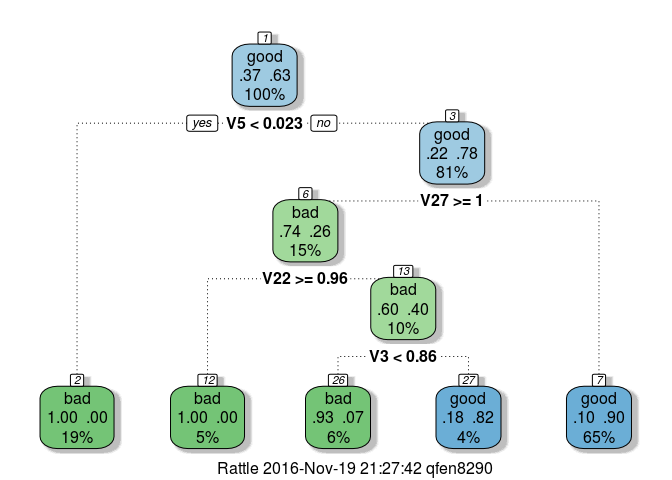 1
good
.37 .63
100%
yes V5 < 0.023 no
3
good
.22 .78
81%
V27 >= 1
6
bad
.74 .26
15%
V22 >= 0.96
13
bad
.60 .40
10%
V3 < 0.86
2
bad
1.00 .00
19%
12
bad
1.00 .00
5%
26
bad
.93 .07
6%
27
good
.18 .82
4%
7
good
.10 .90
65%
Rattle 2016-Nov-19 21:27:42 qfen8290